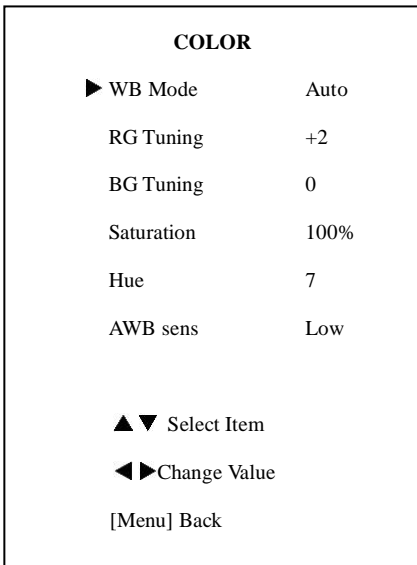 COLOR
▶ WB Mode Auto
RG Tuning +2
BG Tuning 0
Saturation 100%
Hue 7
AWB sens Low
▲ ▼ Select Item
◀ ▶Change Value
[Menu] Back